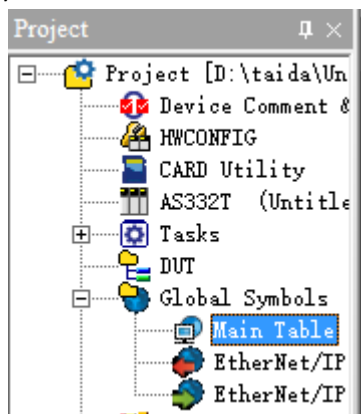 Project
Project [D:\taida\Un
Device Comment &
HWCONFIG
CARD Utility
AS332T (Untitle
Tasks
DUT
Global Symbols
Main Table
EtherNet/IP
EtherNet/IP